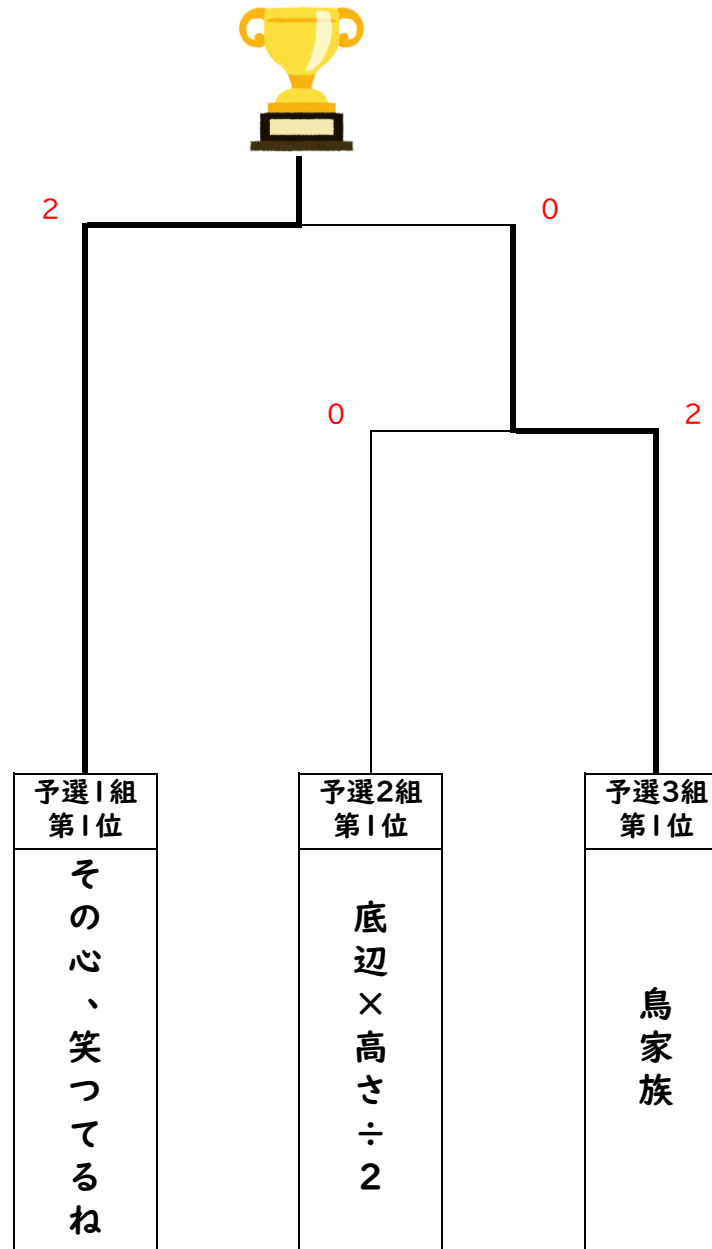 2
0
0
2
予選1組
第1位
予選2組
第1位
予選3組
第1位
その心、笑つてるね
底辺×高さ÷2
鳥家族